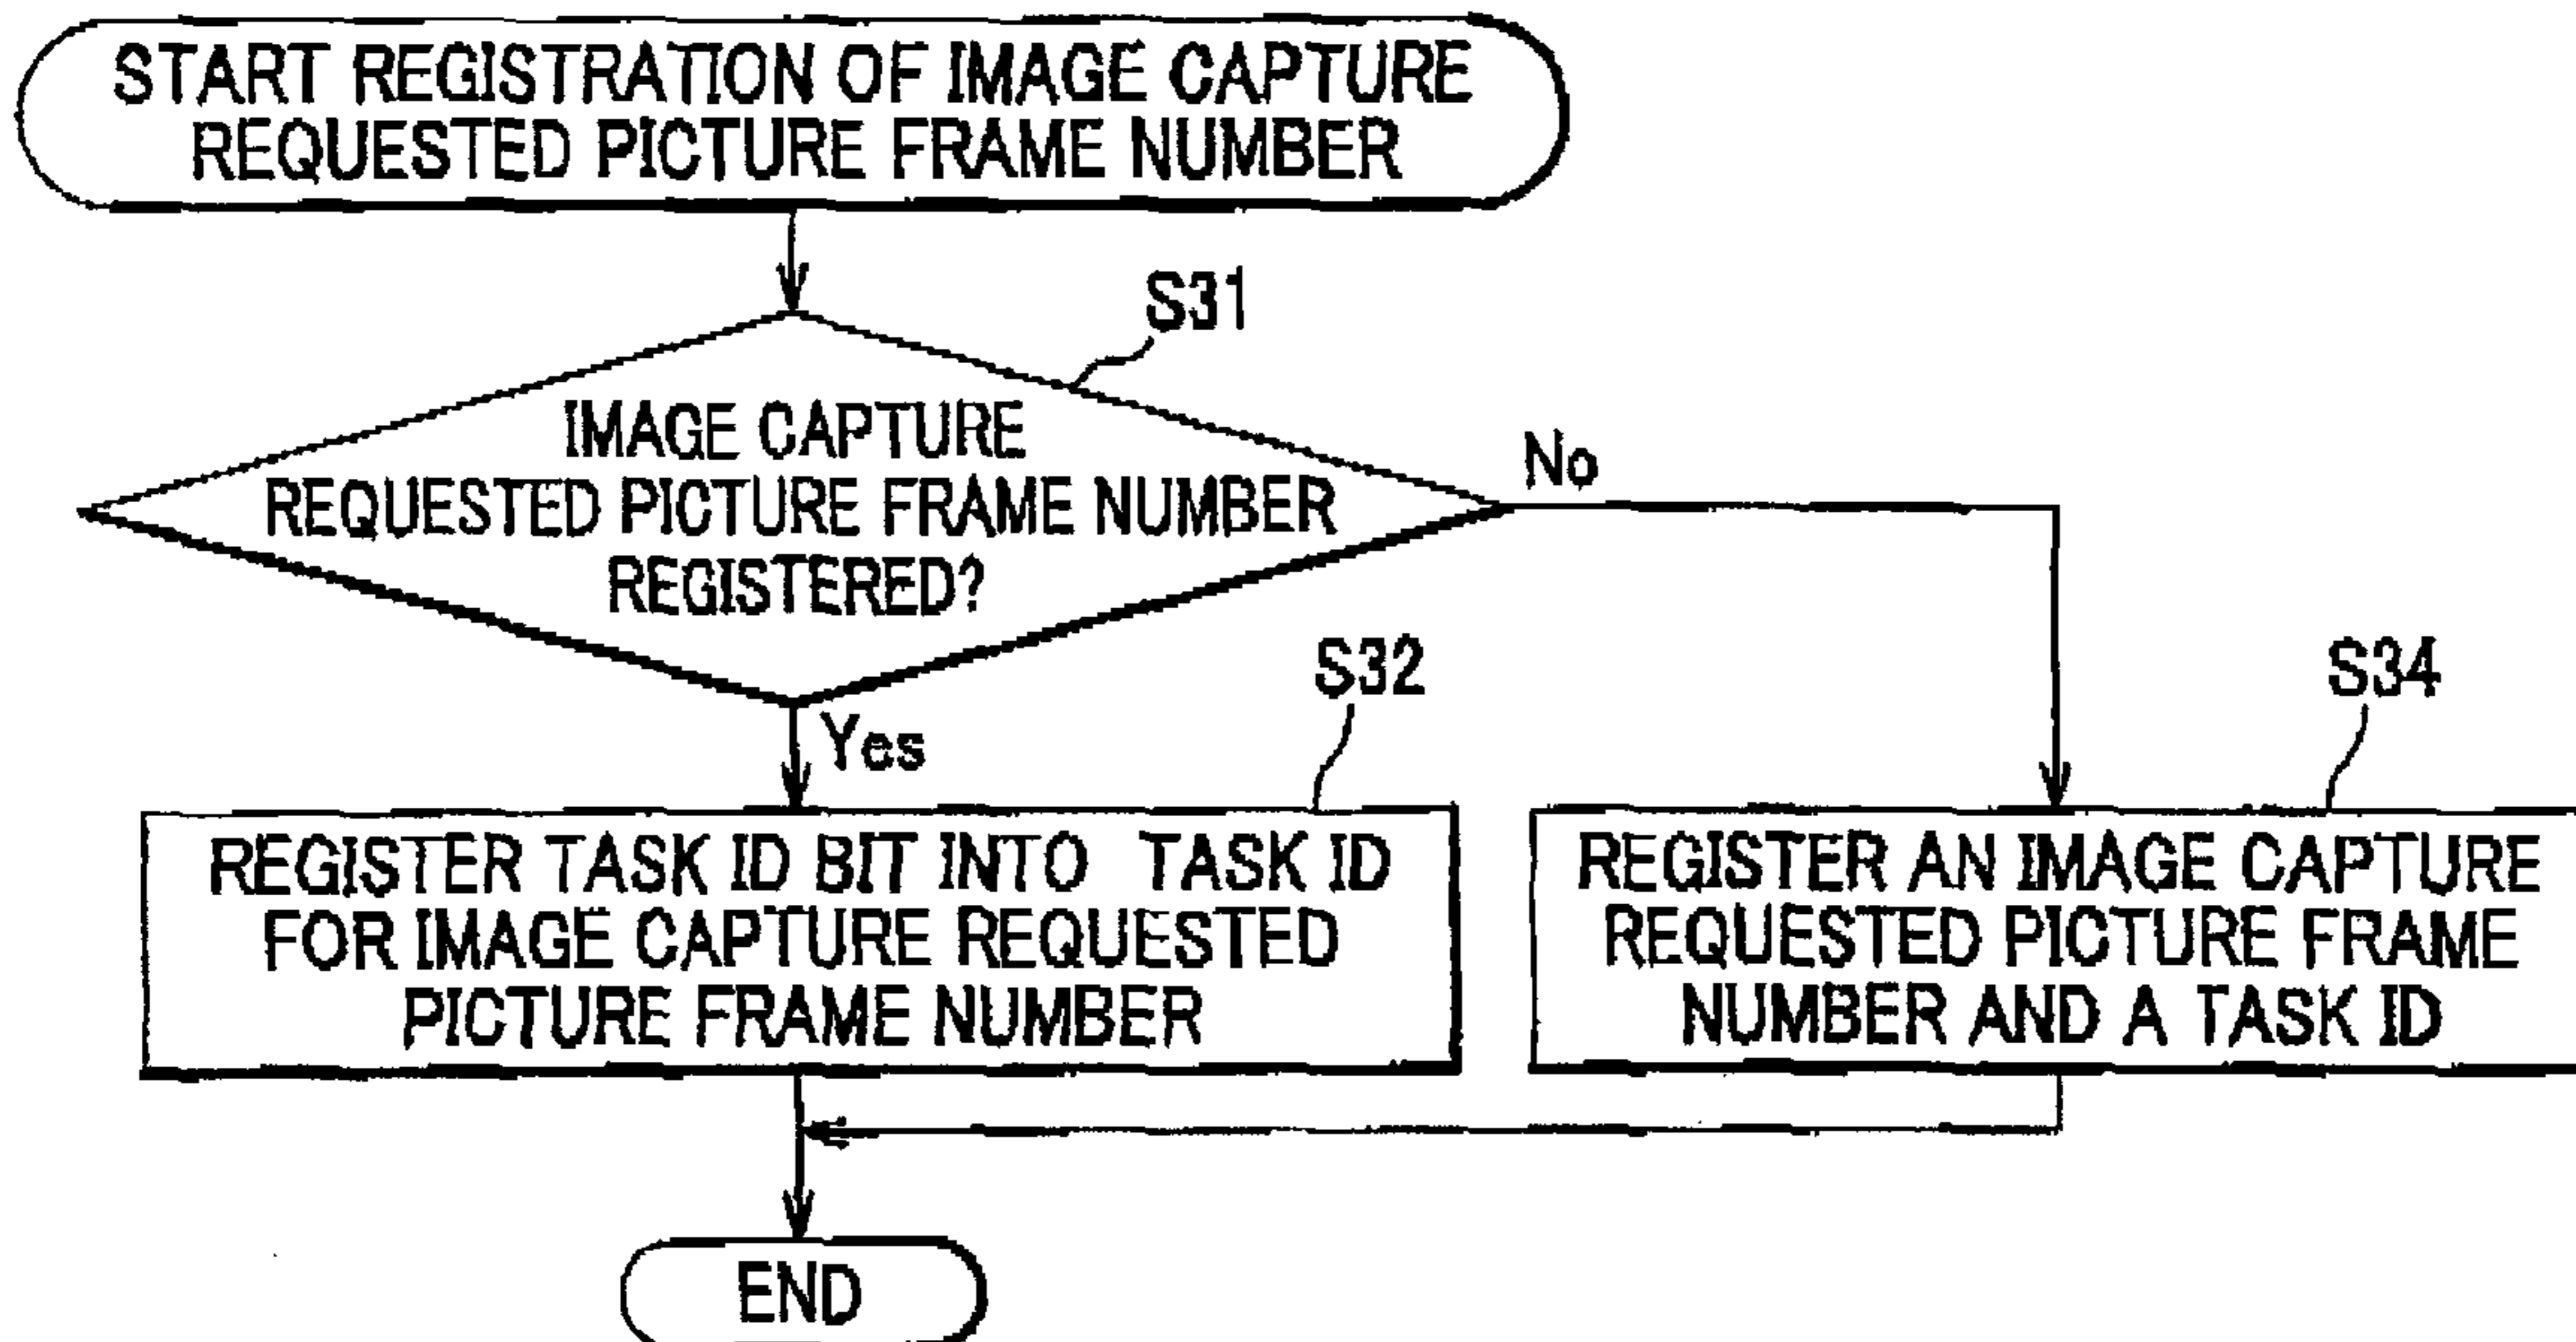 START REGISTRATION OF IMAGE CAPTURE
REQUESTED PICTURE FRAME NUMBER
S31
IMAGE CAPTURE
REQUESTED PICTURE FRAME NUMBER
REGISTERED?
No
Yes
S32
REGISTER TASK ID BIT INTO TASK ID
FOR IMAGE CAPTURE REQUESTED
PICTURE FRAME NUMBER
S34
REGISTER AN IMAGE CAPTURE
REQUESTED PICTURE FRAME
NUMBER AND A TASK ID
END